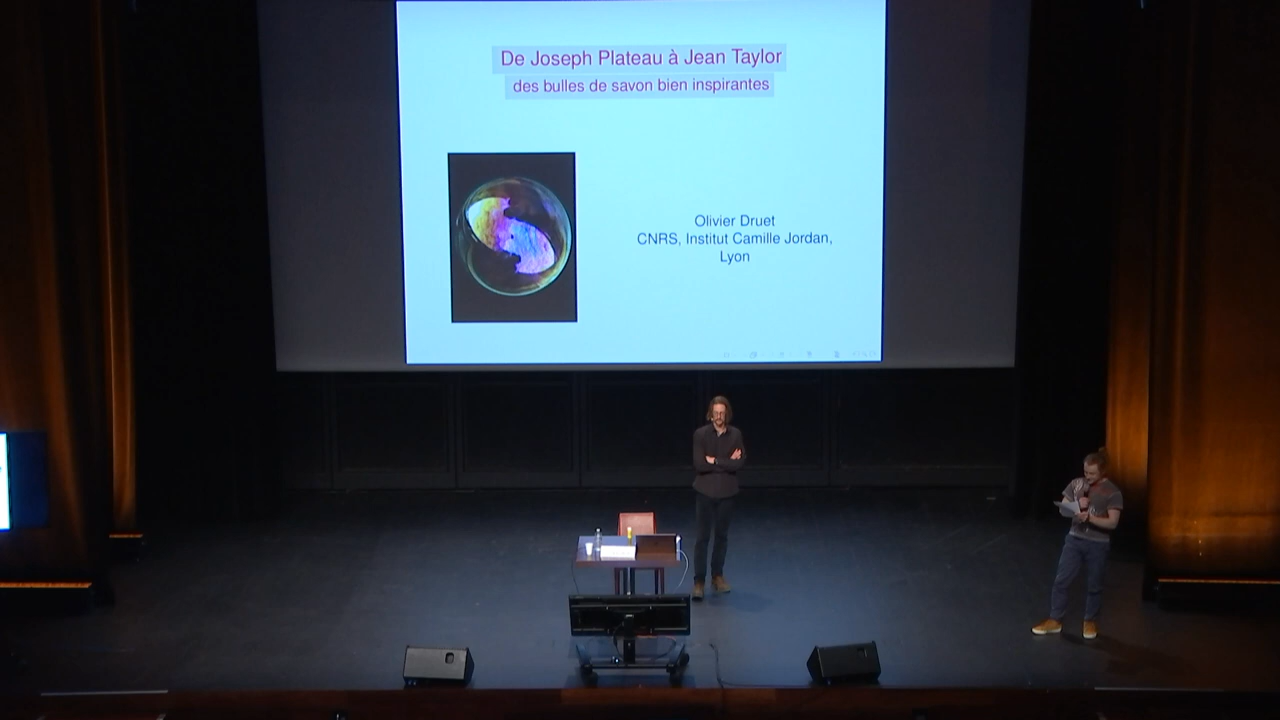 De Joseph Plateau à Jean Taylor
des bulles de savon bien inspirantes
Olivier Druet
CNRS, Institut Camille Jordan,
Lyon